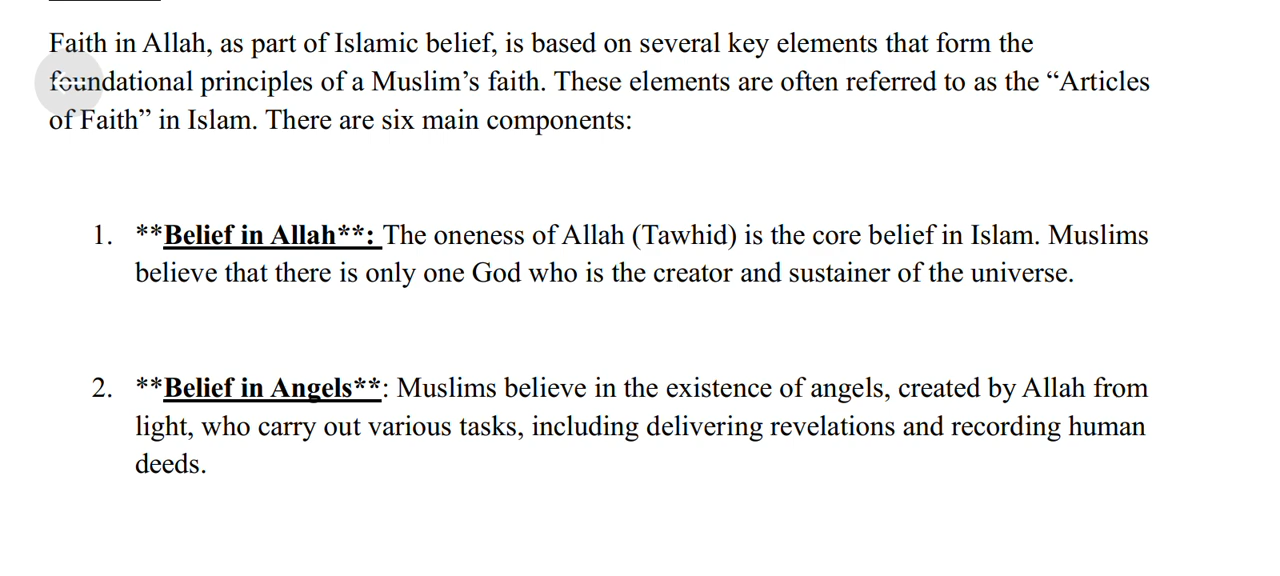 Faith in Allah, as part of Islamic belief, is based on several key elements that form the
foundational principles of a Muslim’s faith. These elements are often referred to as the “Articles
of Faith” in Islam. There are six main components:
1. **Belief in Allah**: The oneness of Allah (Tawhid) is the core belief in Islam. Muslims
believe that there is only one God who is the creator and sustainer of the universe.
2. **Belief in Angels**: Muslims believe in the existence of angels, created by Allah from
light, who carry out various tasks, including delivering revelations and recording human
deeds.